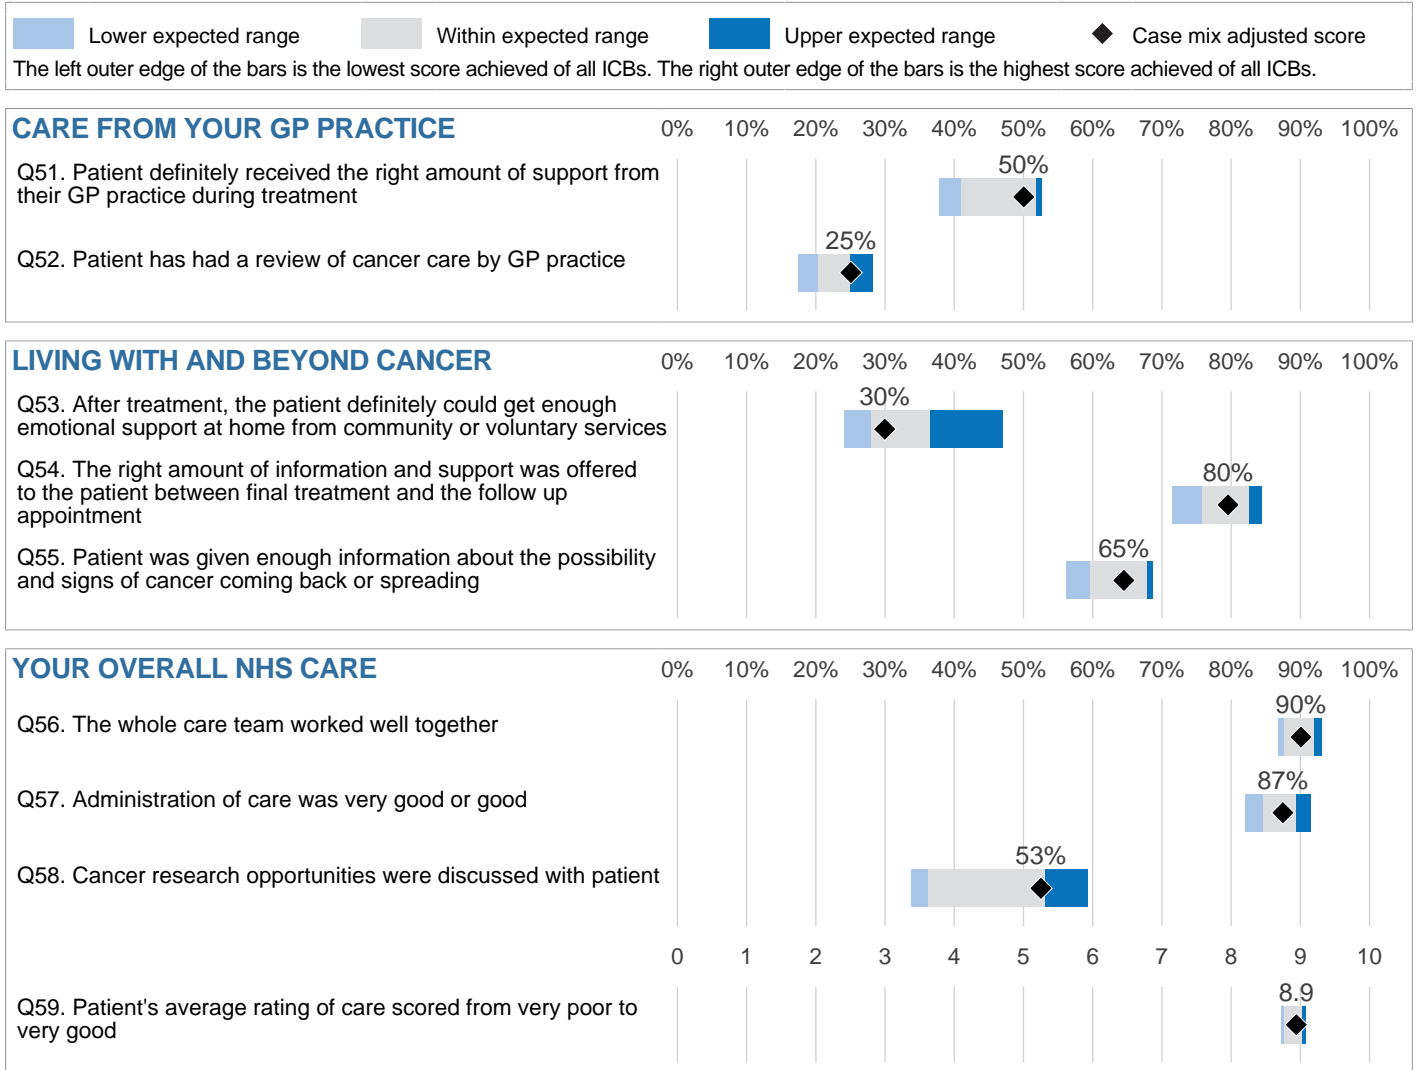 Lower expected range Within expected range Upper expected range Case mix adjusted score
The left outer edge of the bars is the lowest score achieved of all ICBs. The right outer edge of the bars is the highest score achieved of all ICBs.
CARE FROM YOUR GP PRACTICE 0% 10% 20% 30% 40% 50% 60% 70% 80% 90% 100%
50%
Q51. Patient definitely received the right amount of support from
their GP practice during treatment
25%
Q52. Patient has had a review of cancer care by GP practice
LIVING WITH AND BEYOND CANCER 0% 10% 20% 30% 40% 50% 60% 70% 80% 90% 100%
30%
Q53. After treatment, the patient definitely could get enough
emotional support at home from community or voluntary services
Q54. The right amount of information and support was offered
80%
to the patient between final treatment and the follow up
appointment
65%
Q55. Patient was given enough information about the possibility
and signs of cancer coming back or spreading
YOUR OVERALL NHS CARE 0% 10% 20% 30% 40% 50% 60% 70% 80% 90% 100%
90%
Q56. The whole care team worked well together
87%
Q57. Administration of care was very good or good
53%
Q58. Cancer research opportunities were discussed with patient
0 1 2 3 4 5 6 7 8 9 10
8.9
Q59. Patient's average rating of care scored from very poor to
very good